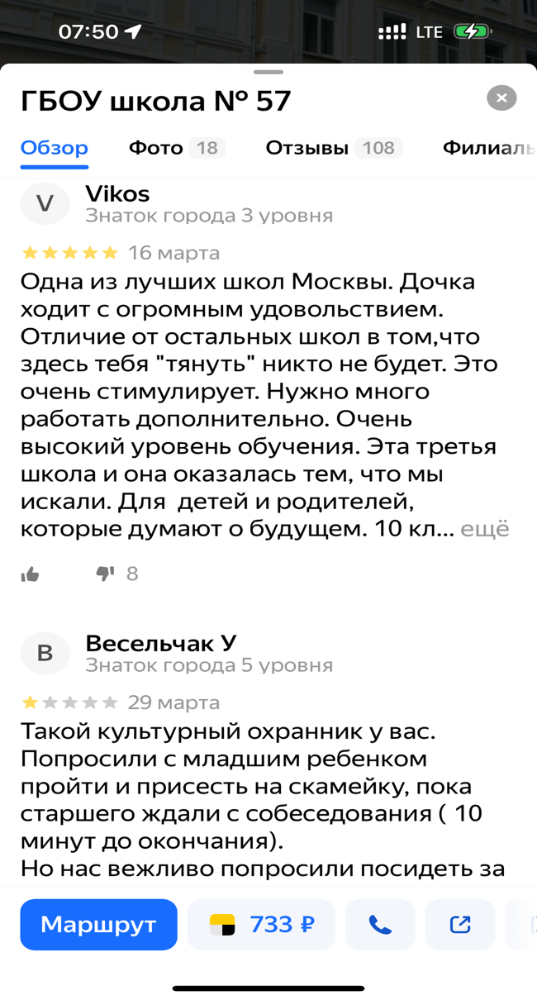 07:50
LTE
ГБОУ школа № 57
Обзор Фото 18 Отзывы 108 Филиаль
V
Vikos
Знаток города 3 уровня
16 марта
Одна из лучших школ Москвы. Дочка
ходит с огромным удовольствием.
Отличие от остальных школ в том,что
здесь тебя "тянуть" никто не будет. Это
очень стимулирует. Нужно много
работать дополнительно. Очень
высокий уровень обучения. Эта третья
школа и она оказалась тем, что мы
искали. Для  детей и родителей,
которые думают о будущем. 10 кл... ещё
8
В
Весельчак У
Знаток города 5 уровня
29 марта
Такой культурный охранник у вас.
Попросили с младшим ребенком
пройти и присесть на скамейку, пока
старшего ждали с собеседования ( 10
минут до окончания).
Но нас вежливо попросили посидеть за
Маршрут 733 ₽